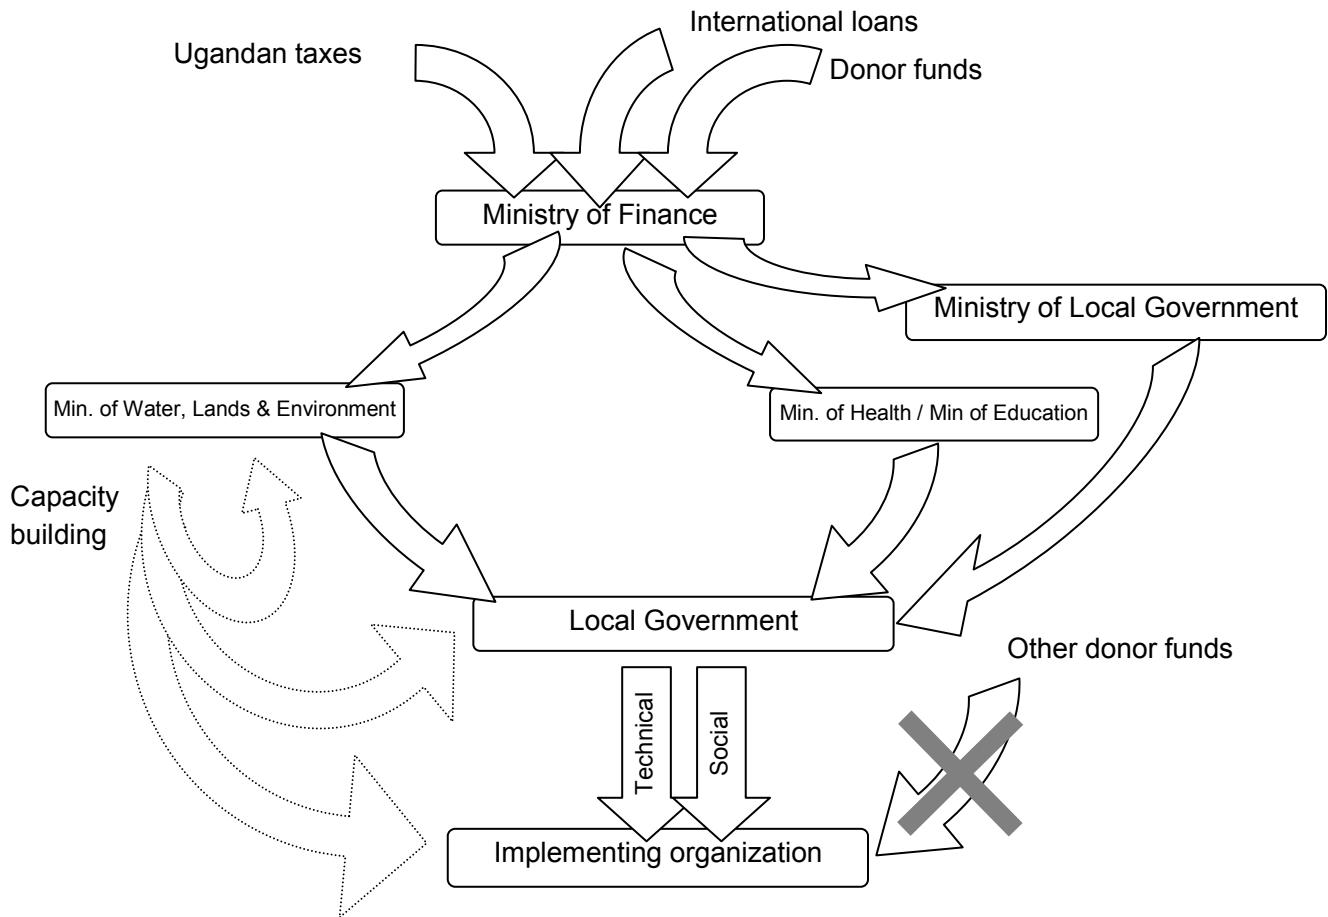 International loans
Ugandan taxes
Donor funds
Ministry of Finance
Ministry of Local Government
Min. of Water, Lands & Environment
Min. of Health / Min of Education
Capacity
building
Local Government
Other donor funds
Technical
Social
Implementing organization